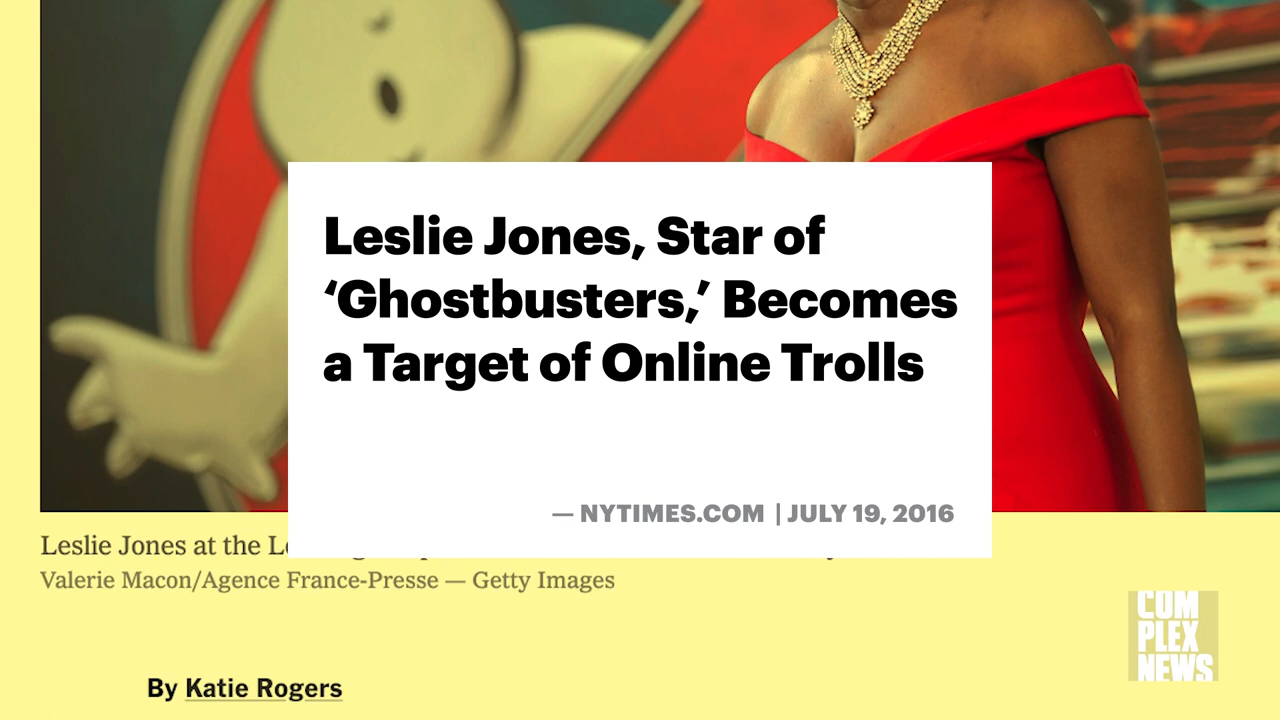 Leslie Jones, Star of
‘Ghostbusters,’ Becomes
a Target of Online Trolls
— NYTIMES.COM | JULY 19, 2016
Leslie Jones at the
Valerie Macon/Agence France-Presse — Getty Images
By Katie Rogers
COM
PLEX
NEWS